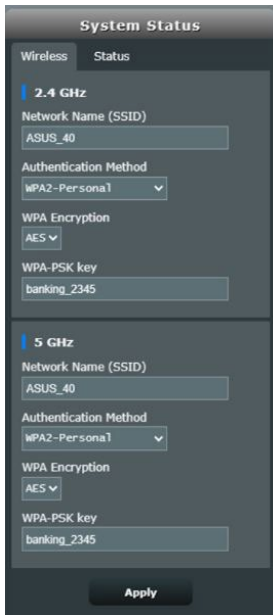 System Status
Wireless Status
2.4 GHz
Network Name (SSID)
ASUS_40
Authentication Method
WPA2-Personal
WPA Encryption
AES
WPA-PSK key
banking_2345
5 GHz
Network Name (SSID)
ASUS_40
Authentication Method
WPA2-Personal
WPA Encryption
AES
WPA-PSK key
banking_2345
Apply